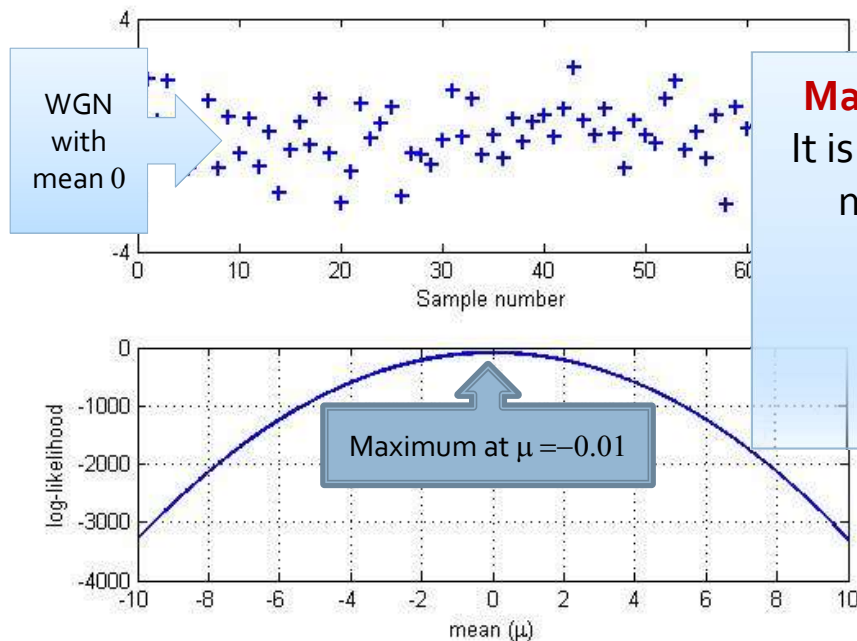 4
WGN
with
mean 0
Ma
It is
n
-4
0 10 20 30 40 50 60
Sample number
0
-1000
-2000
-3000
-4000
log-likelihood
Maximum at μ =−0.01
-10 -8 -6 -4 -2 0 2 4 6 8 10
mean (μ)